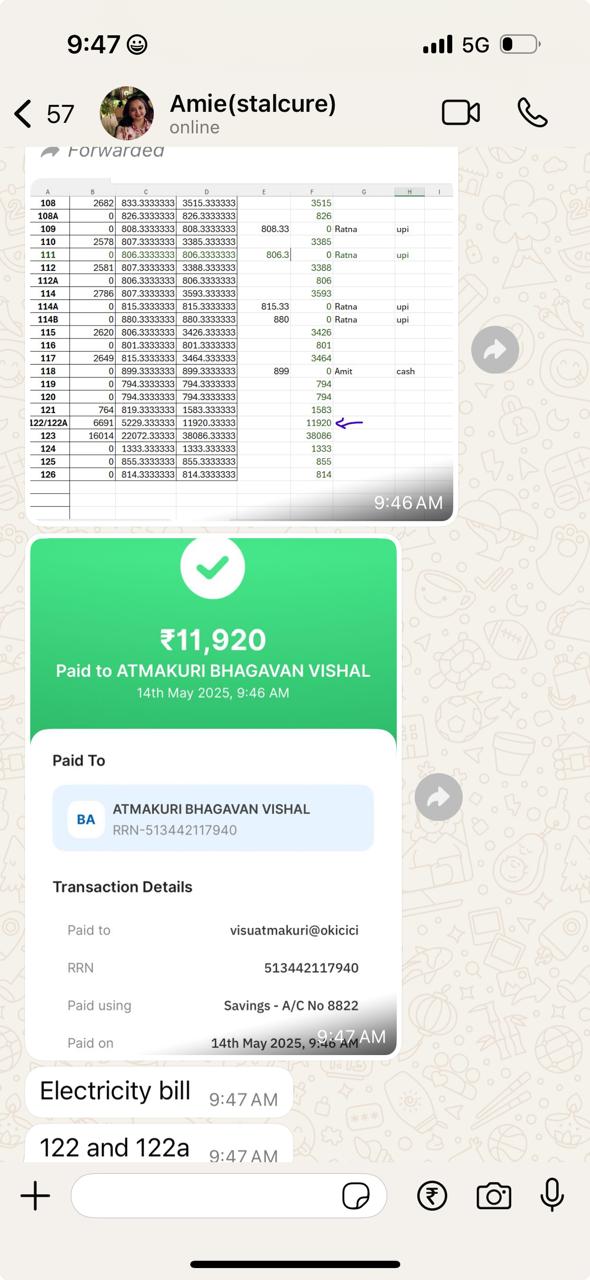 9:47
5G
57
Amie(stalcure)
online
Forwarded
A B C D E F G H I
108 2682 833.3333333 3515.333333 3515
108A 0 826.3333333 826.3333333 826
109 0 808.3333333 808.3333333 808.33 0 Ratna upi
110 2578 807.3333333 3385.333333 3385
111 0 806.3333333 806.3333333 806.3 0 Ratna upi
112 2581 807.3333333 3388.333333 3388
112A 0 806.3333333 806.3333333 806
114 2786 807.3333333 3593.333333 3593
114A 0 815.3333333 815.3333333 815.33 0 Ratna upi
114B 0 880.3333333 880.3333333 880 0 Ratna upi
115 2620 806.3333333 3426.333333 3426
116 0 801.3333333 801.3333333 801
117 2649 815.3333333 3464.333333 3464
118 0 899.3333333 899.3333333 899 0 Amit cash
119 0 794.3333333 794.3333333 794
120 0 794.3333333 794.3333333 794
121 764 819.3333333 1583.333333 1583
122/122A 6691 5229.3333333 11920.33333 11920
123 16014 22072.3333333 38086.33333 38086
124 0 1333.3333333 1333.333333 1333
125 0 855.3333333 855.3333333 855
126 0 814.3333333 814.3333333 814
9:46 AM
₹11,920
Paid to ATMAKURI BHAGAVAN VISHAL
14th May 2025, 9:46 AM
Paid To
BA
ATMAKURI BHAGAVAN VISHAL
RRN-513442117940
Transaction Details
Paid to visuatmakuri@okicici
RRN 513442117940
Paid using Savings - A/C No 8822
Paid on 14th May 2025, 9:46 AM
9:47 AM
Electricity bill 9:47 AM
122 and 122a 9:47 AM